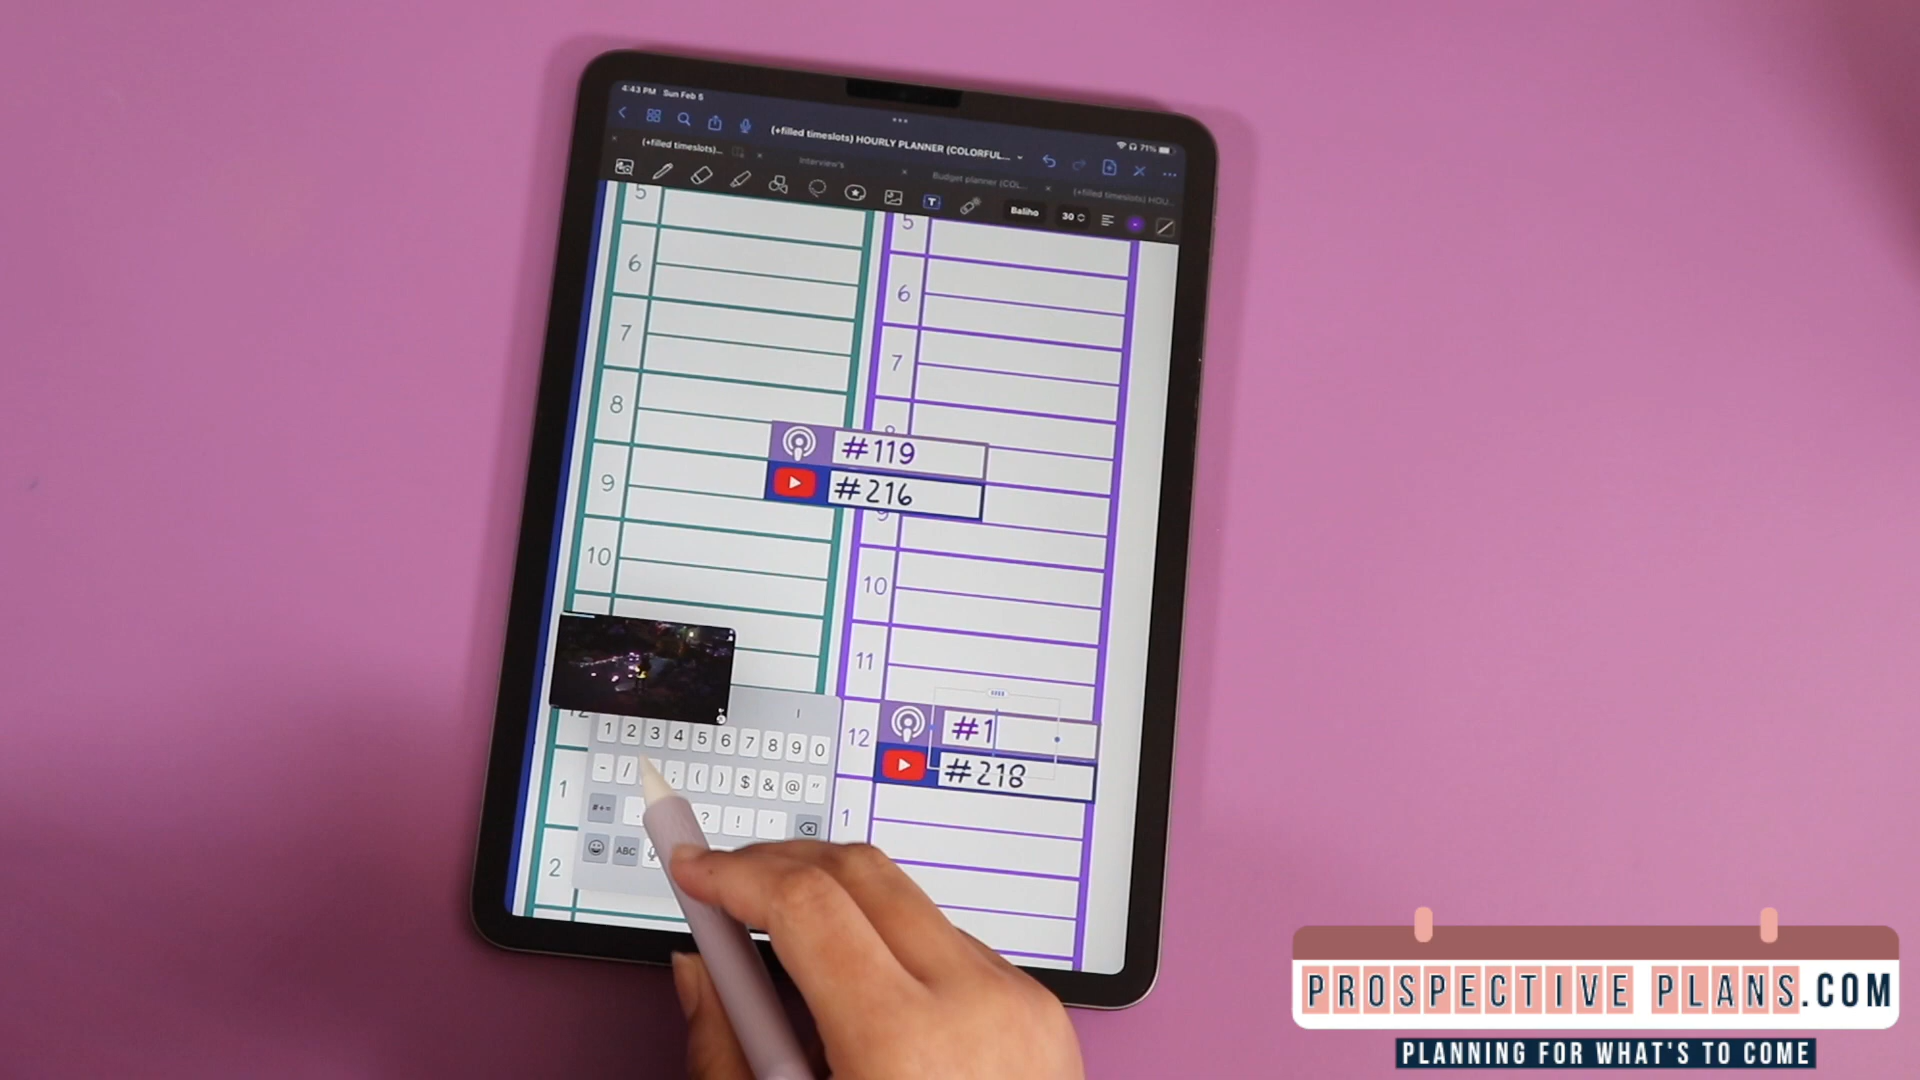 4:43 PM Sun Feb 5
71%
(+filled timeslots) HOURLY PLANNER (COLORFUL...
(+filled timeslots)...
Interview's
Budget planner (COL...
(+filled timeslots) HOU...
Baliho 30
5
6
7
8
9
10
12
1
2
5
6
7
9
10
11
12
1
#119
#216
#1
#218
1 2 3 4 5 6 7 8 9 0
- / ; ( ) $ & @ "
#+= . ? ! '
ABC
PROSPECTIVE PLANS.COM
PLANNING FOR WHAT'S TO COME